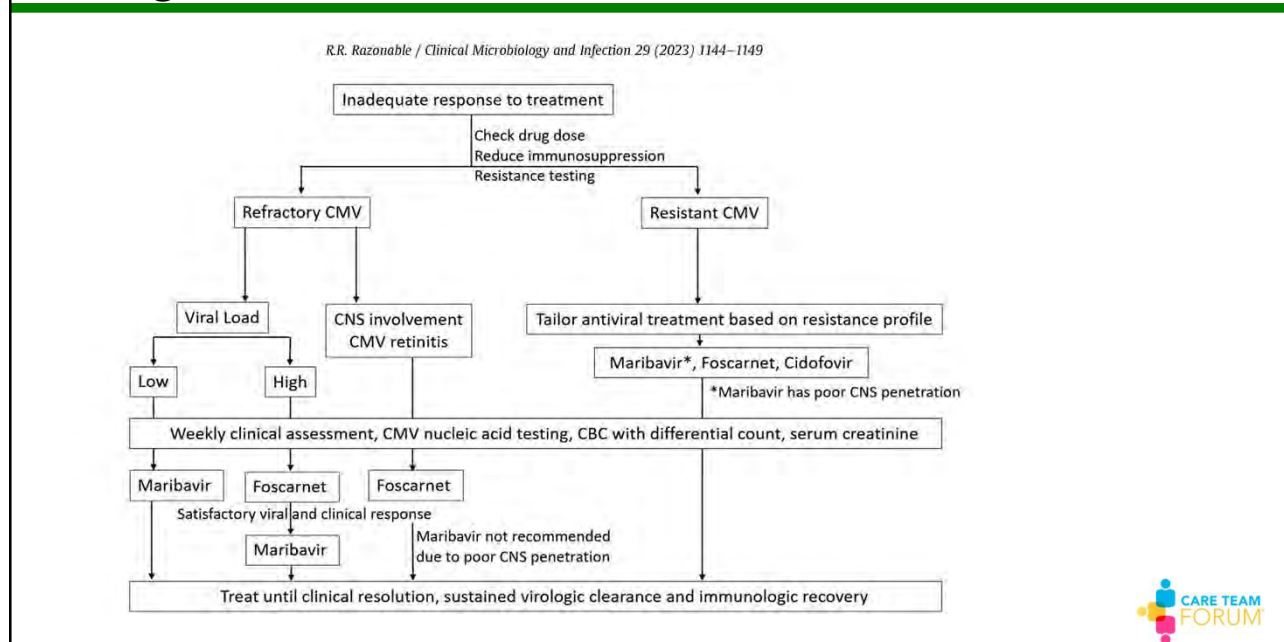 R.R. Razonable / Clinical Microbiology and Infection 29 (2023) 1144–1149
Inadequate response to treatment
Check drug dose
Reduce immunosuppression
Resistance testing
Refractory CMV
Resistant CMV
Viral Load
CNS involvement
CMV retinitis
Tailor antiviral treatment based on resistance profile
Low
High
Maribavir*, Foscarnet, Cidofovir
*Maribavir has poor CNS penetration
Weekly clinical assessment, CMV nucleic acid testing, CBC with differential count, serum creatinine
Maribavir
Foscarnet
Foscarnet
Satisfactory viral and clinical response
Maribavir
Maribavir not recommended
due to poor CNS penetration
Treat until clinical resolution, sustained virologic clearance and immunologic recovery
CARE TEAM
FORUM